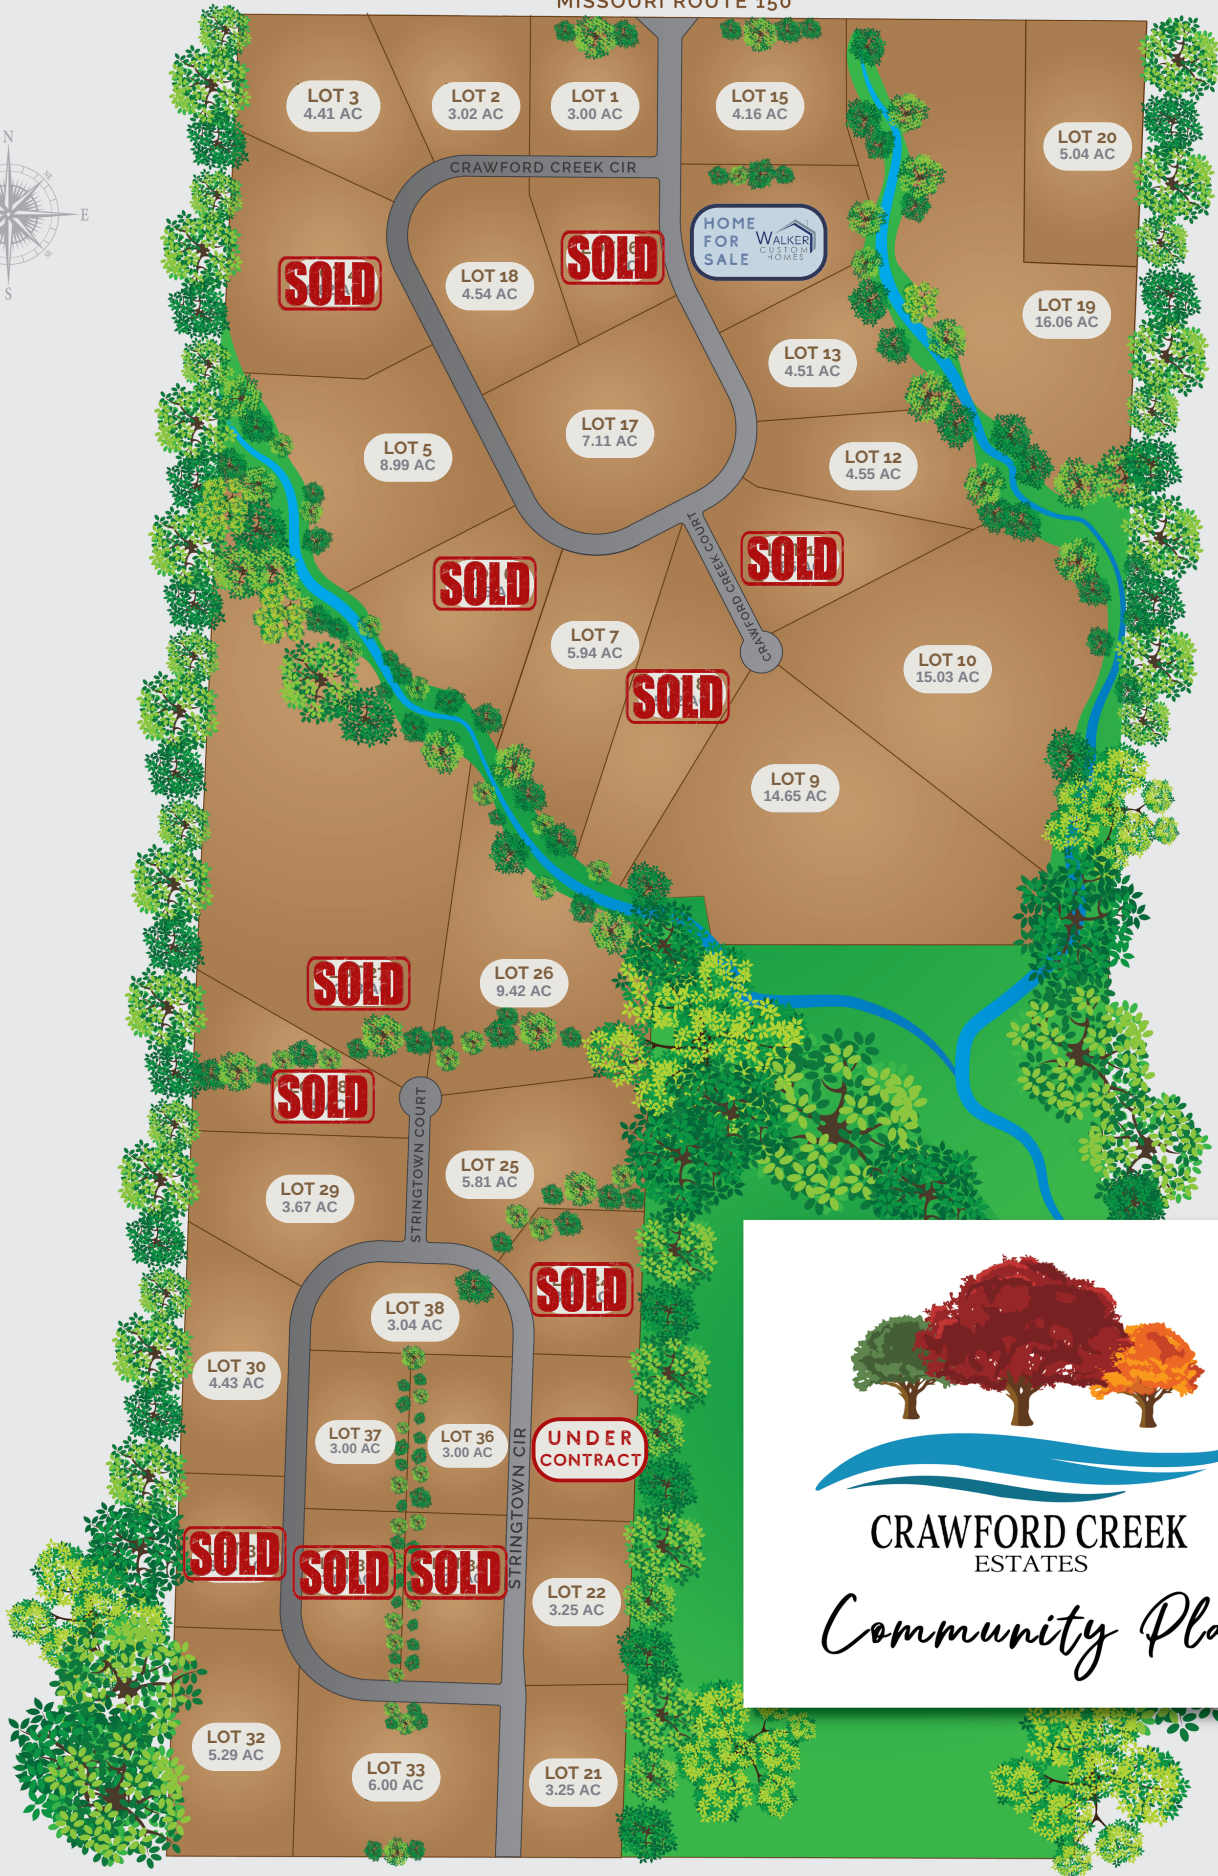 MISSOURI ROUTE 150
LOT 3
4.41 AC
LOT 2
3.02 AC
LOT 1
3.00 AC
LOT 15
4.16 AC
LOT 20
5.04 AC
N
E
S
CRAWFORD CREEK CIR
SOLD
LOT 18
4.54 AC
SOLD
HOME
FOR
SALE
WALKER
CUSTOM
HOMES
LOT 19
16.06 AC
LOT 13
4.51 AC
LOT 5
8.99 AC
LOT 17
7.11 AC
LOT 12
4.55 AC
SOLD
CRAWFORD CREEK COURT
SOLD
LOT 7
5.94 AC
SOLD
LOT 10
15.03 AC
LOT 9
14.65 AC
SOLD
LOT 26
9.42 AC
SOLD
STRINGTOWN COURT
LOT 25
5.81 AC
LOT 29
3.67 AC
SOLD
LOT 38
3.04 AC
LOT 30
4.43 AC
LOT 37
3.00 AC
LOT 36
3.00 AC
STRINGTOWN CIR
UNDER
CONTRACT
SOLD
SOLD
SOLD
LOT 22
3.25 AC
LOT 32
5.29 AC
LOT 33
6.00 AC
LOT 21
3.25 AC
CRAWFORD CREEK
ESTATES
Community Pla